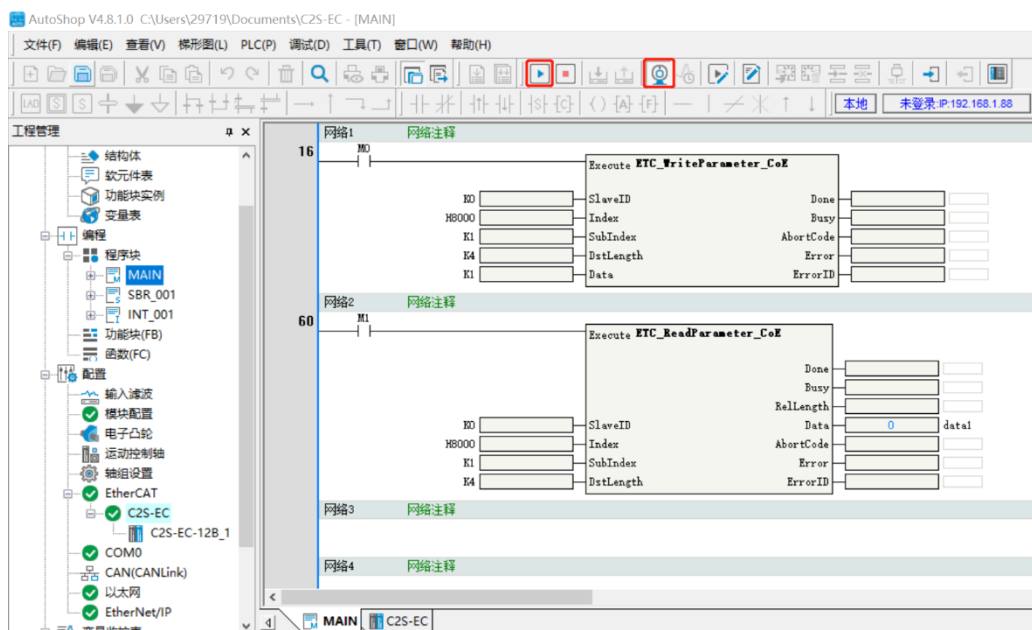 AutoShop V4.8.1.0 C:\Users\29719\Documents\C2S-EC - [MAIN]
文件(F) 编辑(E) 查看(V) 梯形图(L) PLC(P) 调试(D) 工具(T) 窗口(W) 帮助(H)
LAD S S {S} {C} {A} {F} 本地 未登录:IP:192.168.1.88
工程管理
结构体
软元件表
功能块实例
变量表
编程
程序块
MAIN
SBR_001
INT_001
功能块(FB)
函数(FC)
配置
输入滤波
模块配置
电子凸轮
运动控制轴
轴组设置
EtherCAT
C2S-EC
C2S-EC-12B_1
COM0
CAN(CANLink)
以太网
EtherNet/IP
网络1 网络注释
16 M0
Execute ETC_WriteParameter_CoE
K0 SlaveID Done
H8000 Index Busy
K1 SubIndex AbortCode
K4 DstLength Error
K1 Data ErrorID
网络2 网络注释
60 M1
Execute ETC_ReadParameter_CoE
Done
Busy
RelLength
K0 SlaveID Data 0 data1
H8000 Index AbortCode
K1 SubIndex Error
K4 DstLength ErrorID
网络3 网络注释
网络4 网络注释
MAIN C2S-EC